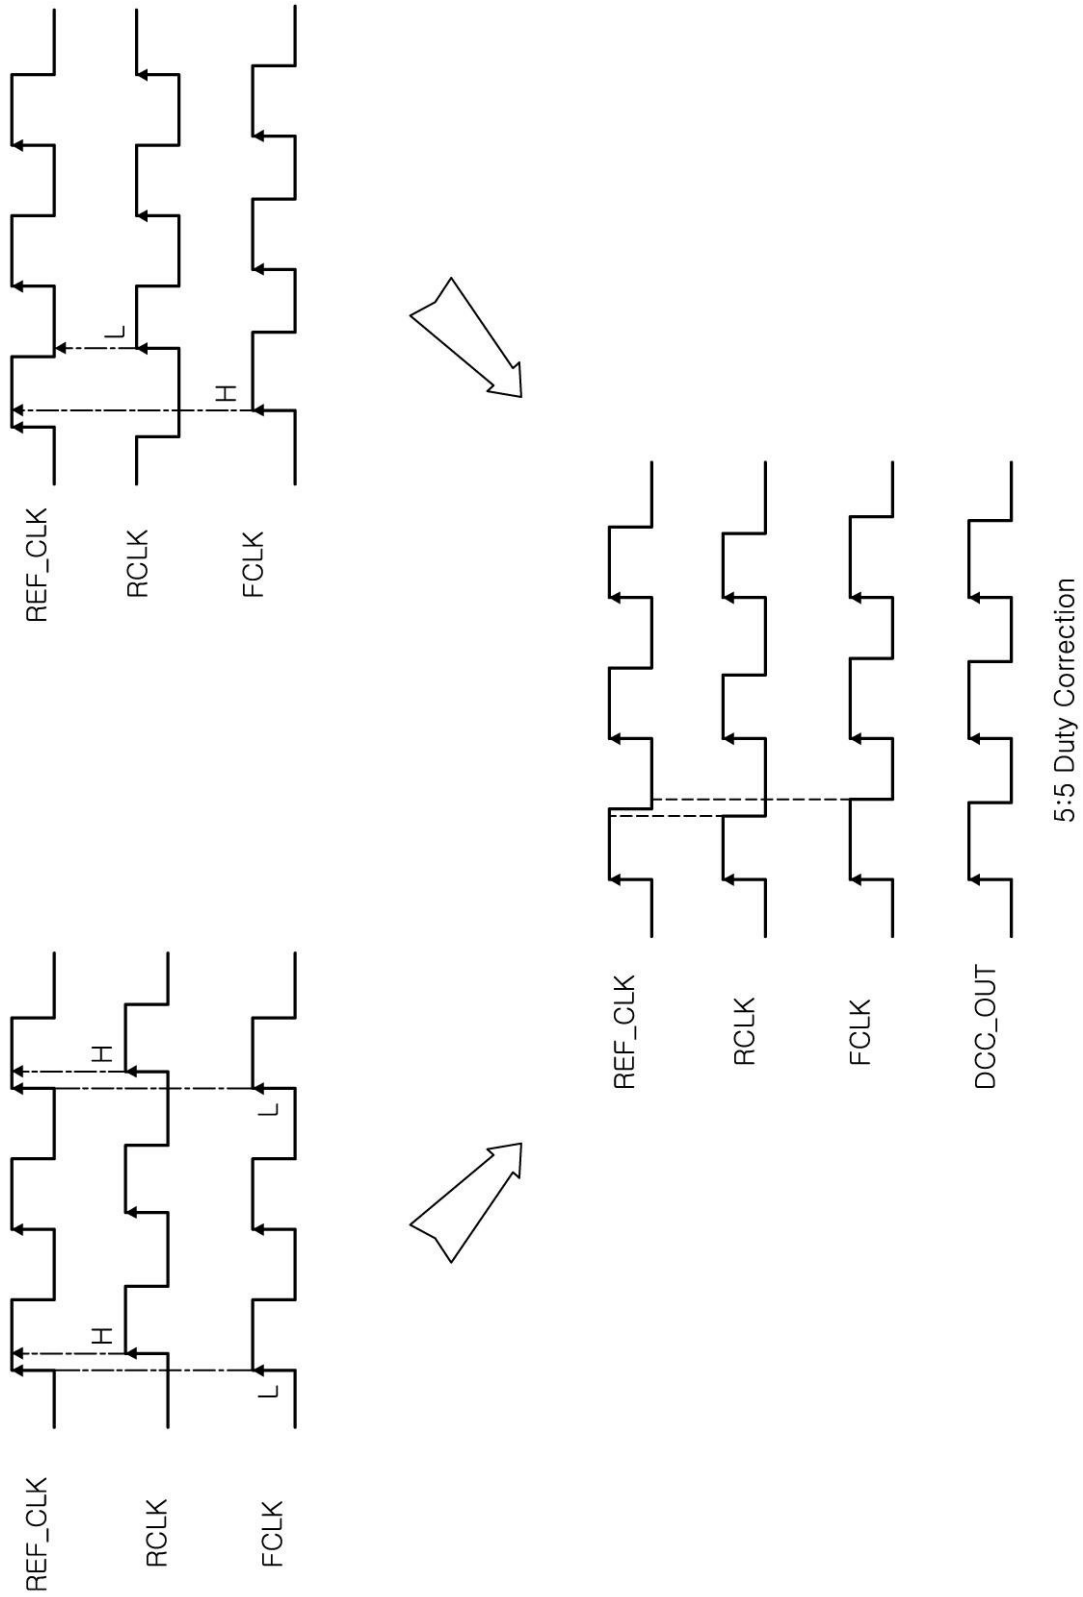 REF_CLK
H
H
RCLK
FCLK
L
L
REF_CLK
L
RCLK
H
FCLK
REF_CLK
RCLK
FCLK
DCC_OUT
5:5 Duty Correction